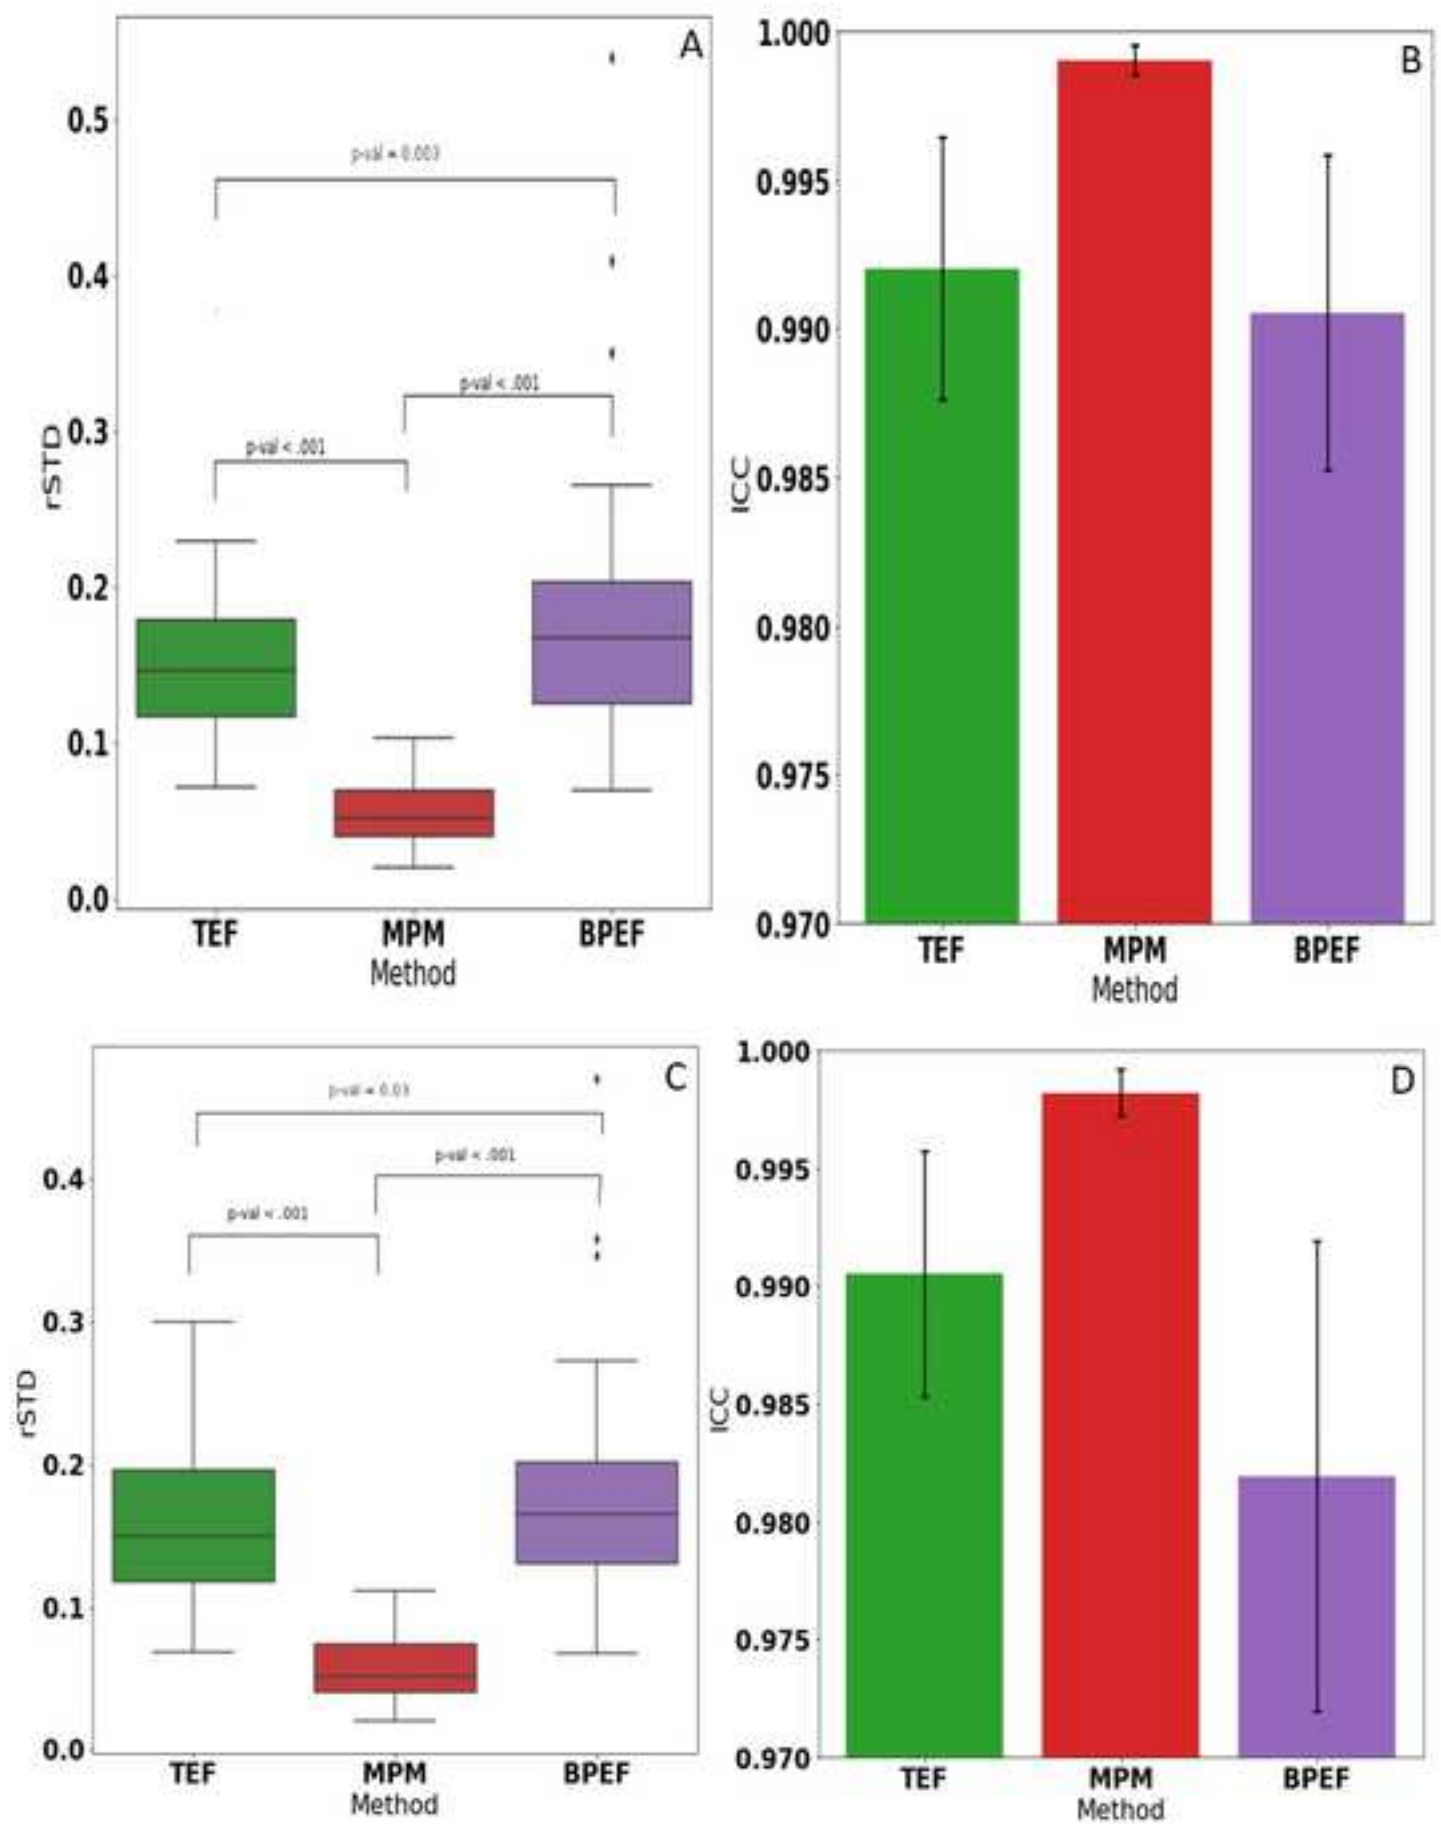 A
0.5
p-val = 0.003
0.4
p-val < .001
0.3
p-val < .001
rSTD
0.2
0.1
0.0
TEF MPM BPEF
Method
B
1.000
0.995
0.990
0.985
ICC
0.980
0.975
0.970
TEF MPM BPEF
Method
C
p-val = 0.03
p-val < .001
0.4
p-val < .001
0.3
rSTD
0.2
0.1
0.0
TEF MPM BPEF
Method
D
1.000
0.995
0.990
0.985
ICC
0.980
0.975
0.970
TEF MPM BPEF
Method